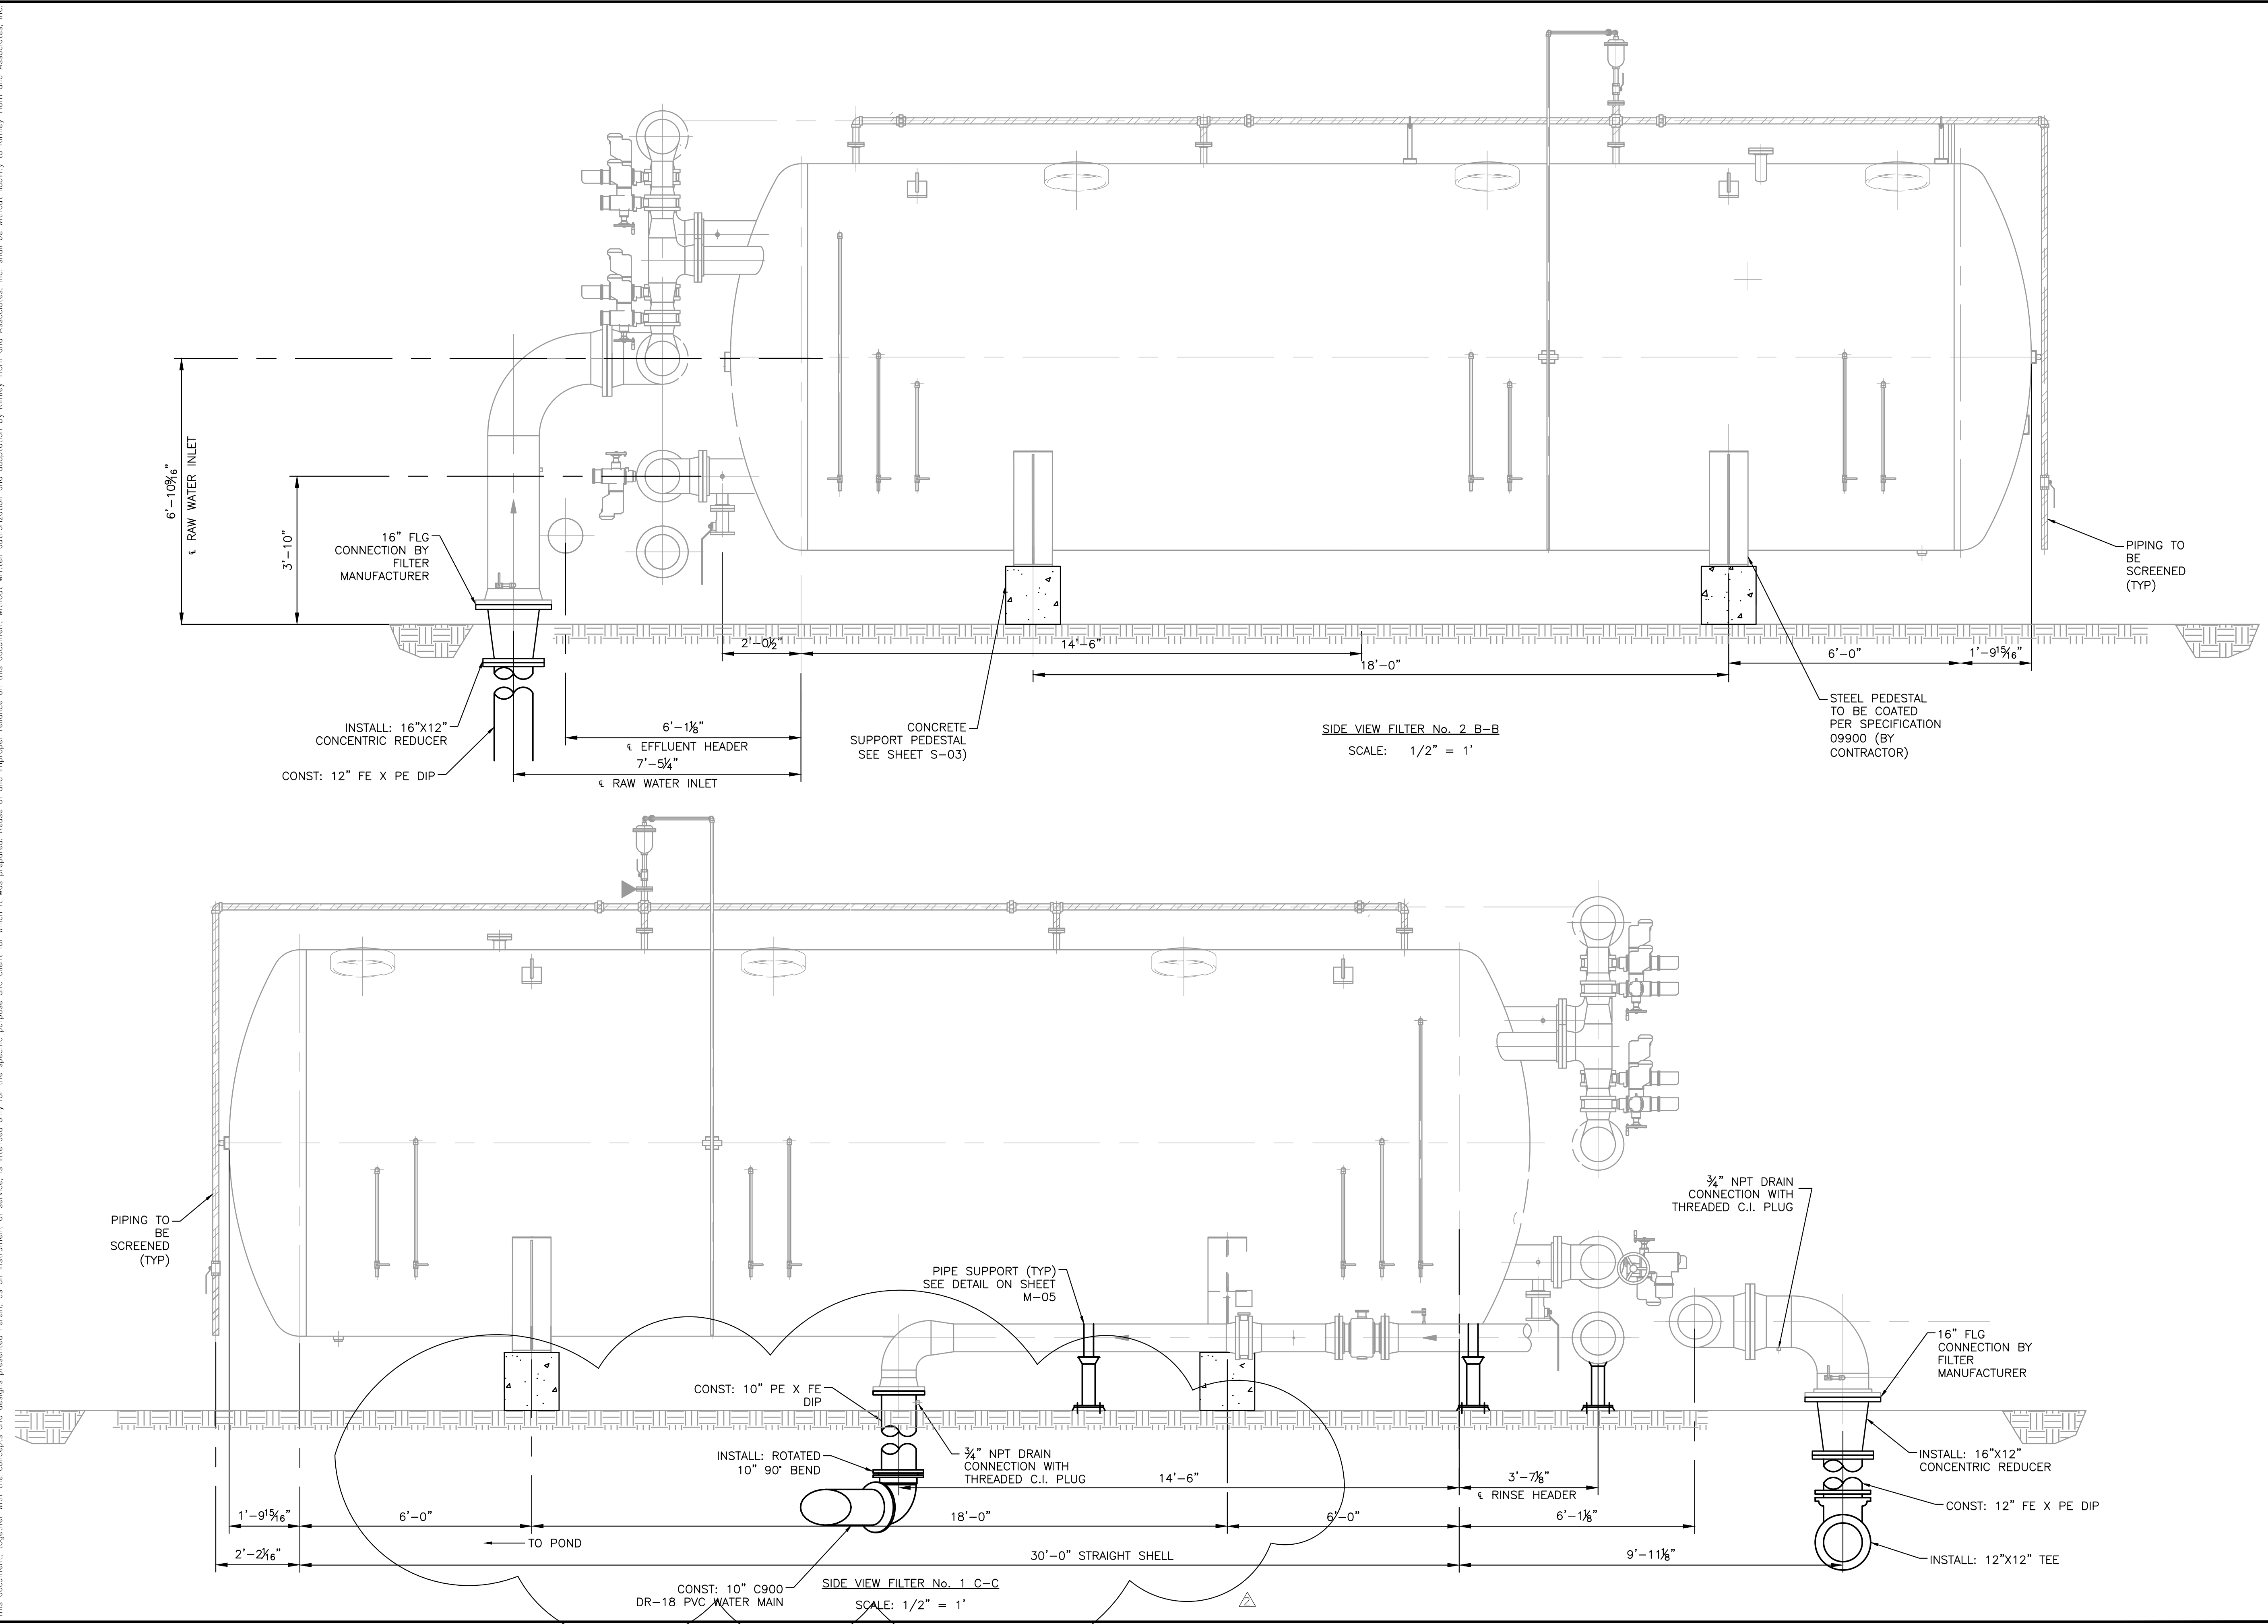 6'-10 9/16"
℄ RAW WATER INLET
3'-10"
16" FLG
CONNECTION BY
FILTER
MANUFACTURER
INSTALL: 16"X12"
CONCENTRIC REDUCER
CONST: 12" FE X PE DIP
2'-0½"
14'-6"
18'-0"
6'-0"
1'-9 15/16"
6'-1⅛"
℄ EFFLUENT HEADER
7'-5¼"
℄ RAW WATER INLET
CONCRETE
SUPPORT PEDESTAL
SEE SHEET S-03)
SIDE VIEW FILTER No. 2 B-B
SCALE: 1/2" = 1'
STEEL PEDESTAL
TO BE COATED
PER SPECIFICATION
09900 (BY
CONTRACTOR)
PIPING TO
BE
SCREENED
(TYP)
PIPING TO
BE
SCREENED
(TYP)
PIPE SUPPORT (TYP)
SEE DETAIL ON SHEET
M-05
¾" NPT DRAIN
CONNECTION WITH
THREADED C.I. PLUG
16" FLG
CONNECTION BY
FILTER
MANUFACTURER
CONST: 10" PE X FE
DIP
INSTALL: ROTATED
10" 90° BEND
¾" NPT DRAIN
CONNECTION WITH
THREADED C.I. PLUG
14'-6"
3'-7⅛"
℄ RINSE HEADER
INSTALL: 16"X12"
CONCENTRIC REDUCER
CONST: 12" FE X PE DIP
1'-9 15/16"
6'-0"
18'-0"
6'-0"
6'-1⅛"
TO POND
2'-2 1/16"
30'-0" STRAIGHT SHELL
9'-11⅛"
INSTALL: 12"X12" TEE
CONST: 10" C900
DR-18 PVC WATER MAIN
SIDE VIEW FILTER No. 1 C-C
SCALE: 1/2" = 1'
2